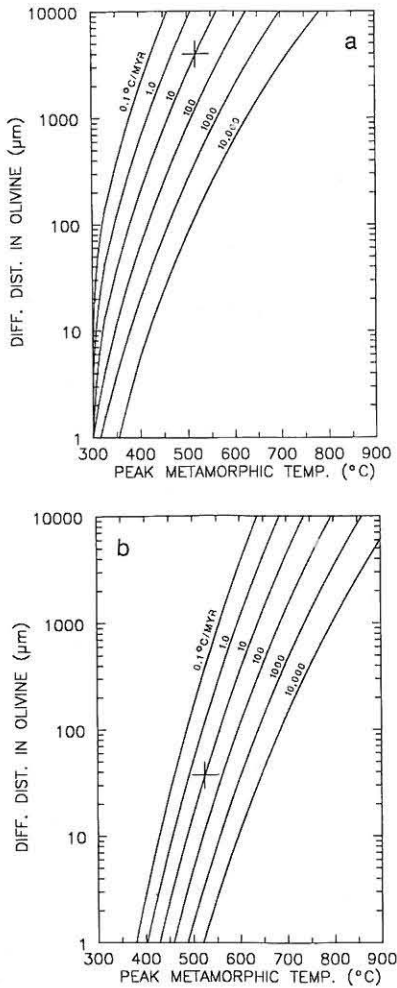 a
10000
1000
100
10
1
DIFF. DIST. IN OLIVINE (µm)
0.1°C/MYR
1.0
10
100
1000
10,000
300 400 500 600 700 800 900
PEAK METAMORPHIC TEMP. (°C)
b
10000
1000
100
10
1
DIFF. DIST. IN OLIVINE (µm)
0.1°C/MYR
1.0
10
100
1000
10,000
300 400 500 600 700 800 900
PEAK METAMORPHIC TEMP. (°C)